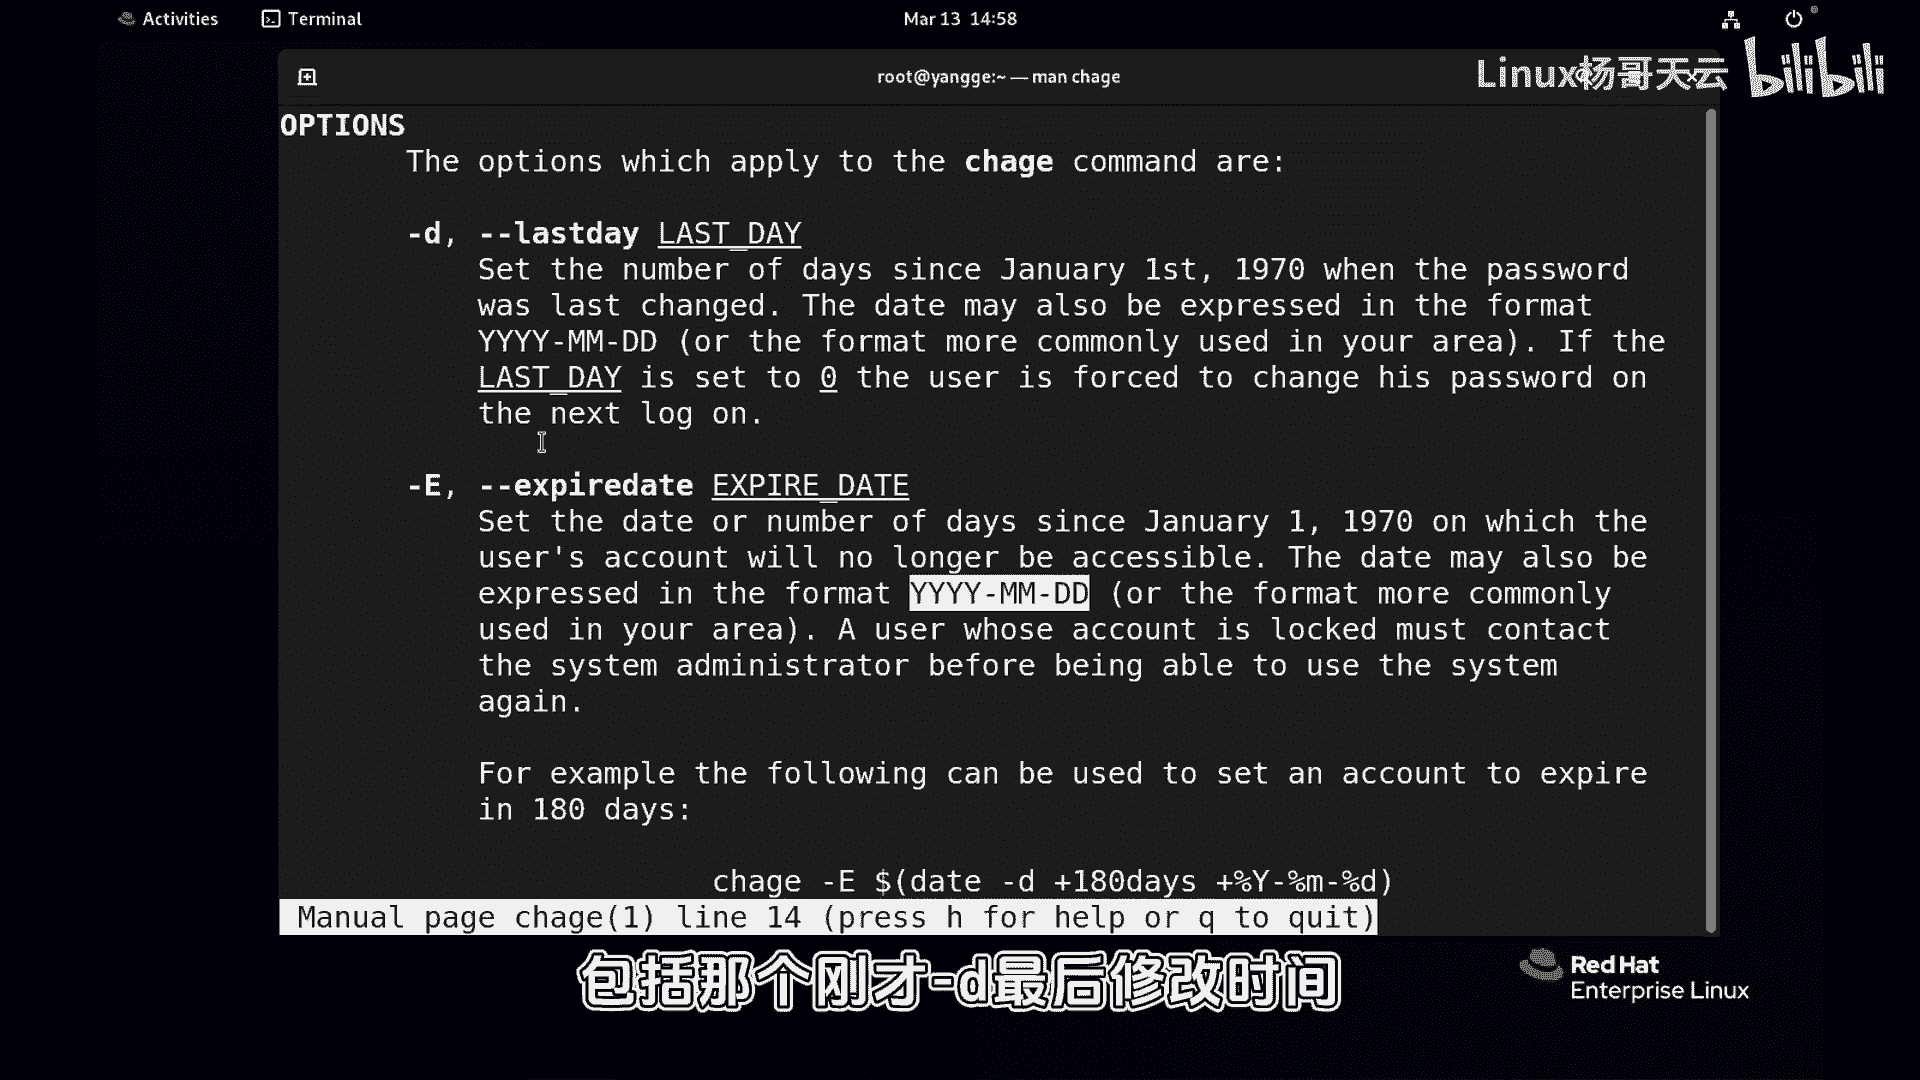 Activities Terminal Mar 13 14:58
root@yangge:~ — man chage
Linux杨哥天云 bilibili
OPTIONS
The options which apply to the chage command are:
-d, --lastday LAST_DAY
Set the number of days since January 1st, 1970 when the password
was last changed. The date may also be expressed in the format
YYYY-MM-DD (or the format more commonly used in your area). If the
LAST_DAY is set to 0 the user is forced to change his password on
the next log on.
-E, --expiredate EXPIRE_DATE
Set the date or number of days since January 1, 1970 on which the
user's account will no longer be accessible. The date may also be
expressed in the format YYYY-MM-DD (or the format more commonly
used in your area). A user whose account is locked must contact
the system administrator before being able to use the system
again.
For example the following can be used to set an account to expire
in 180 days:
chage -E $(date -d +180days +%Y-%m-%d)
Manual page chage(1) line 14 (press h for help or q to quit)
包括那个刚才-d最后修改时间
Red Hat
Enterprise Linux